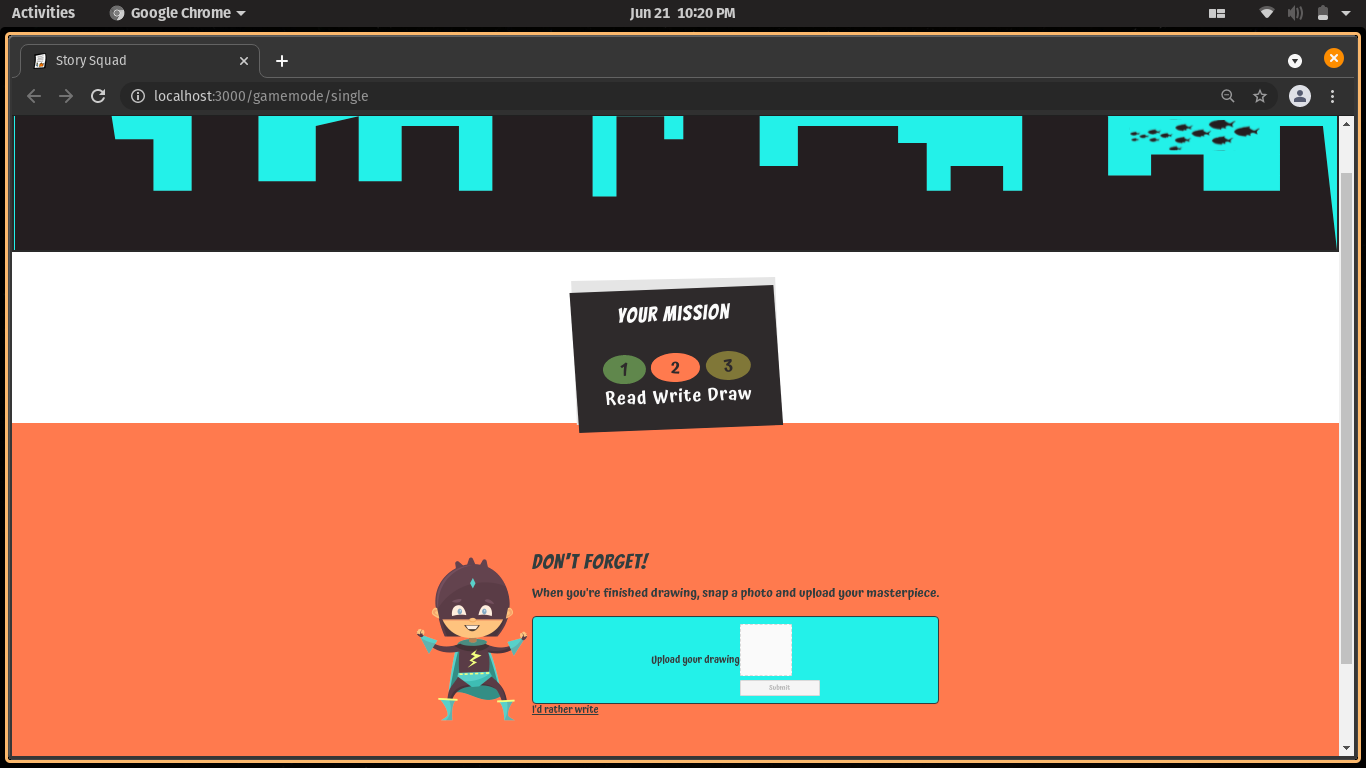 Activities Google Chrome Jun 21 10:20 PM
Story Squad
localhost:3000/gamemode/single
YOUR MISSION
1 2 3
Read Write Draw
DON'T FORGET!
When you're finished drawing, snap a photo and upload your masterpiece.
Upload your drawing
Submit
I'd rather write